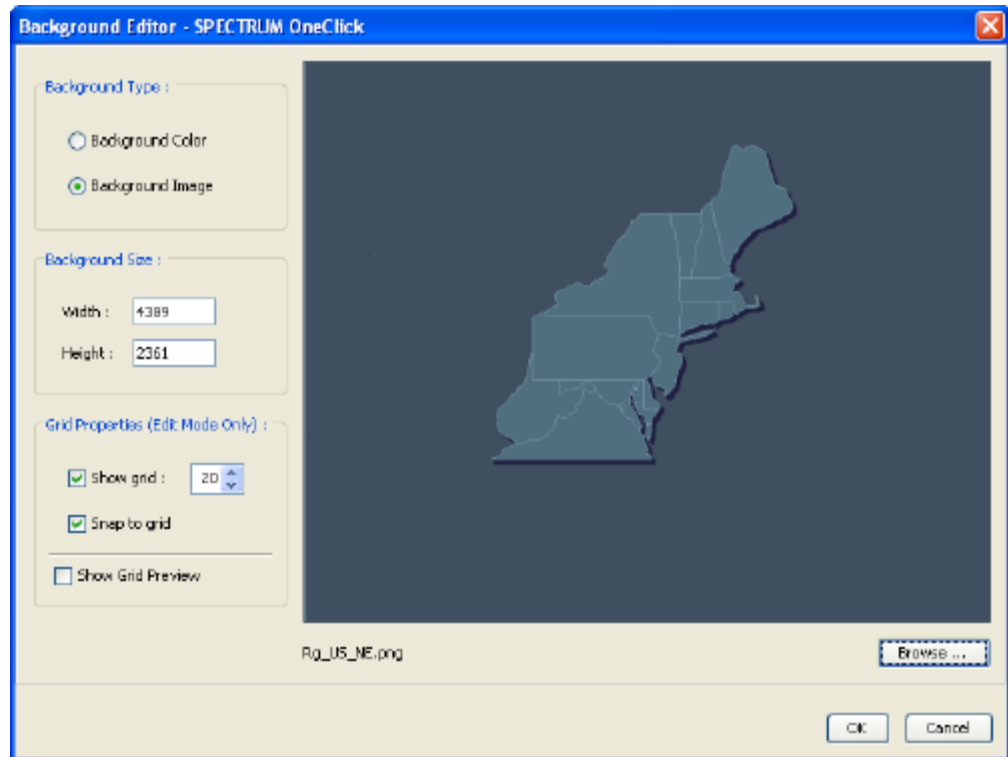 Background Editor - SPECTRUM OneClick
Background Type :
Background Color
Background Image
Background Size :
Width : 4389
Height : 2361
Grid Properties (Edit Mode Only) :
Show grid : 20
Snap to grid
Show Grid Preview
Rg_US_NE.png
Browse ...
OK
Cancel